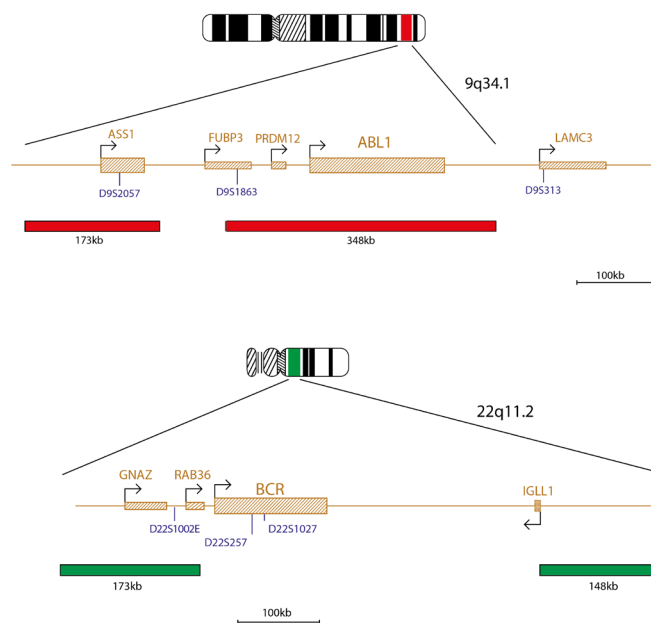 9q34.1
ASS1
FUBP3
PRDM12
ABL1
LAMC3
D9S2057
D9S1863
D9S313
173kb
348kb
100kb
22q11.2
GNAZ
RAB36
BCR
IGLL1
D22S1002E
D22S1027
D22S257
173kb
148kb
100kb